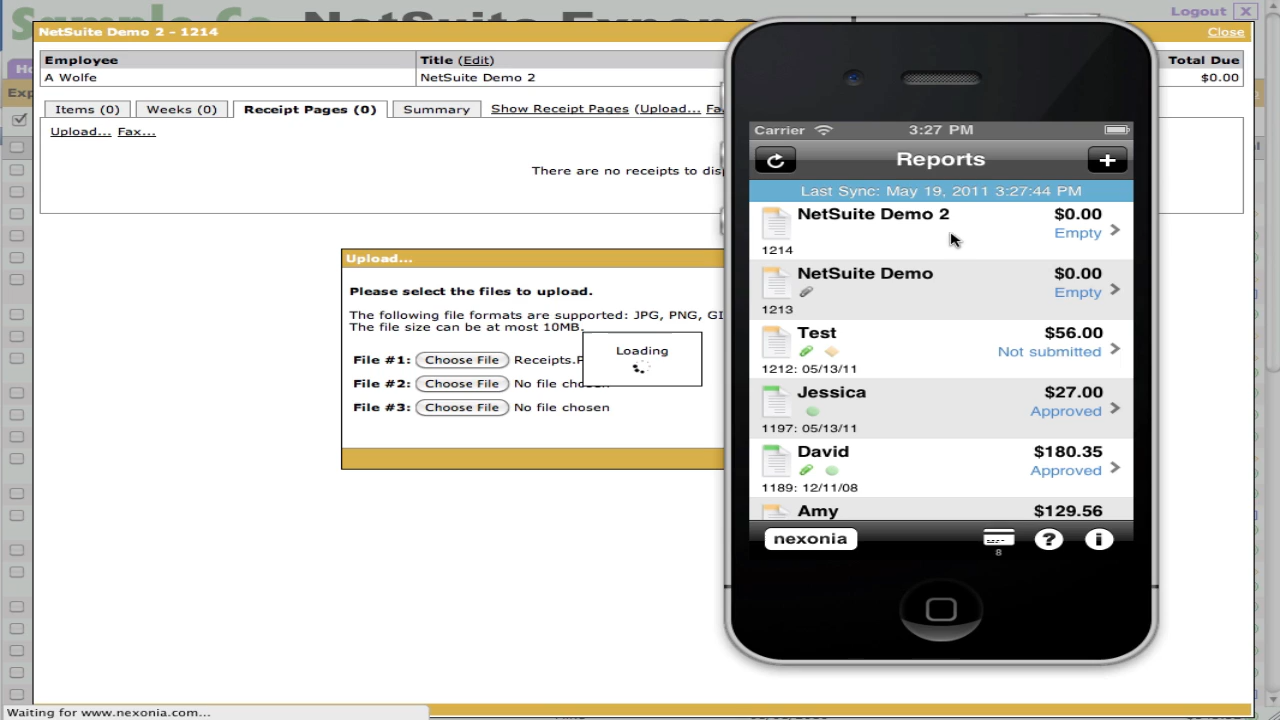 Sample Co NetSuite Expens
Logout X
NetSuite Demo 2 - 1214
Close
Employee
Title (Edit)
Total Due
A Wolfe
NetSuite Demo 2
$0.00
Items (0)
Weeks (0)
Receipt Pages (0)
Summary
Show Receipt Pages (Upload... Fa
Upload... Fax...
There are no receipts to dis
Upload...
Please select the files to upload.
The following file formats are supported: JPG, PNG, GI
The file size can be at most 10MB.
File #1: Choose File Receipts.P
File #2: Choose File No file cho
File #3: Choose File No file chosen
Loading
Waiting for www.nexonia.com...
Carrier
3:27 PM
Reports
+
Last Sync: May 19, 2011 3:27:44 PM
NetSuite Demo 2
$0.00
Empty
1214
NetSuite Demo
$0.00
Empty
1213
Test
$56.00
Not submitted
1212: 05/13/11
Jessica
$27.00
Approved
1197: 05/13/11
David
$180.35
Approved
1189: 12/11/08
Amy
$129.56
nexonia
8
?
i